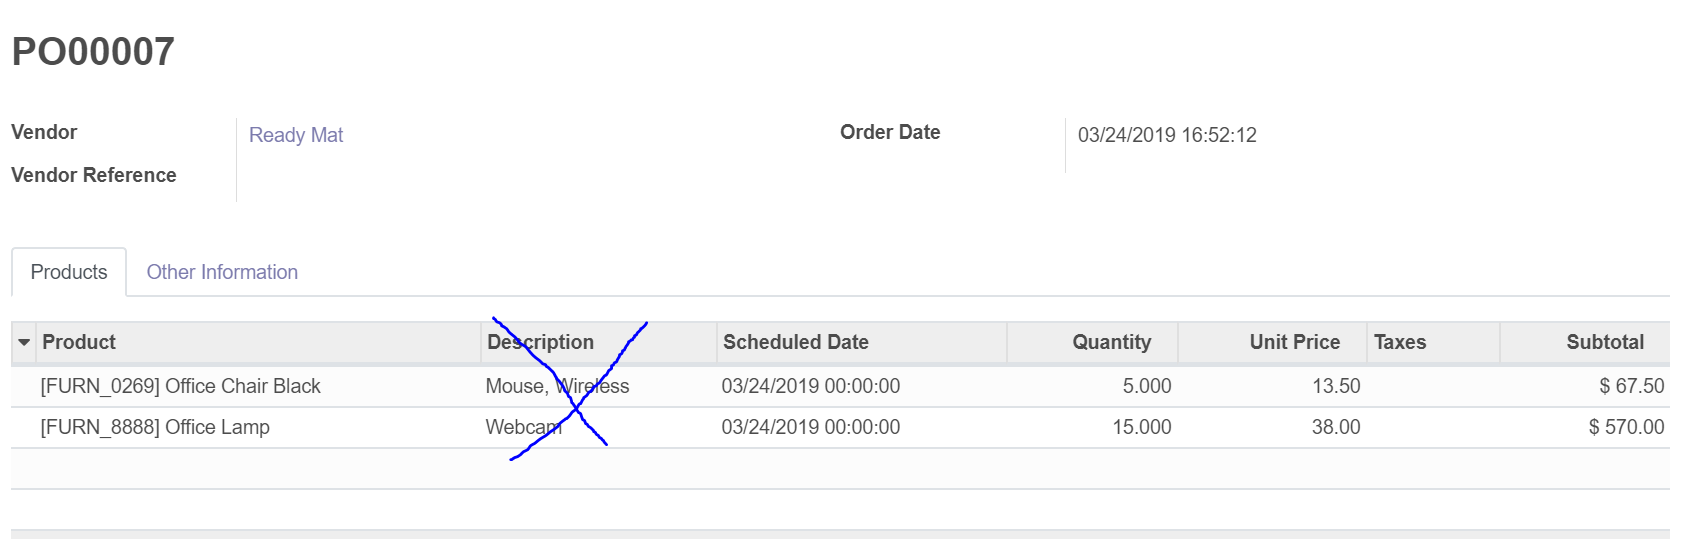 PO00007
Vendor Ready Mat Order Date 03/24/2019 16:52:12
Vendor Reference
Products Other Information
Product Description Scheduled Date Quantity Unit Price Taxes Subtotal
[FURN_0269] Office Chair Black Mouse, Wireless 03/24/2019 00:00:00 5.000 13.50 $ 67.50
[FURN_8888] Office Lamp Webcam 03/24/2019 00:00:00 15.000 38.00 $ 570.00